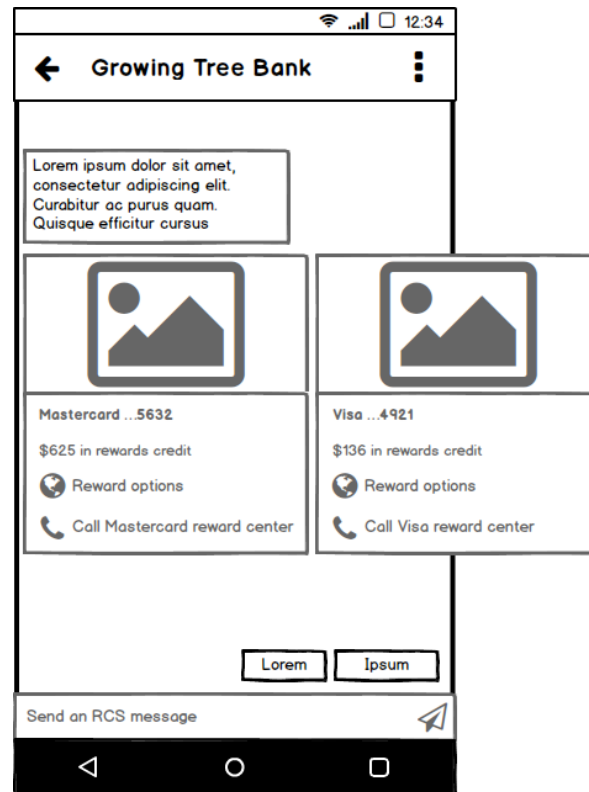 12:34
Growing Tree Bank
Lorem ipsum dolor sit amet,
consectetur adipiscing elit.
Curabitur ac purus quam.
Quisque efficitur cursus
Mastercard ...5632
$625 in rewards credit
Reward options
Call Mastercard reward center
Visa ...4921
$136 in rewards credit
Reward options
Call Visa reward center
Lorem
Ipsum
Send an RCS message